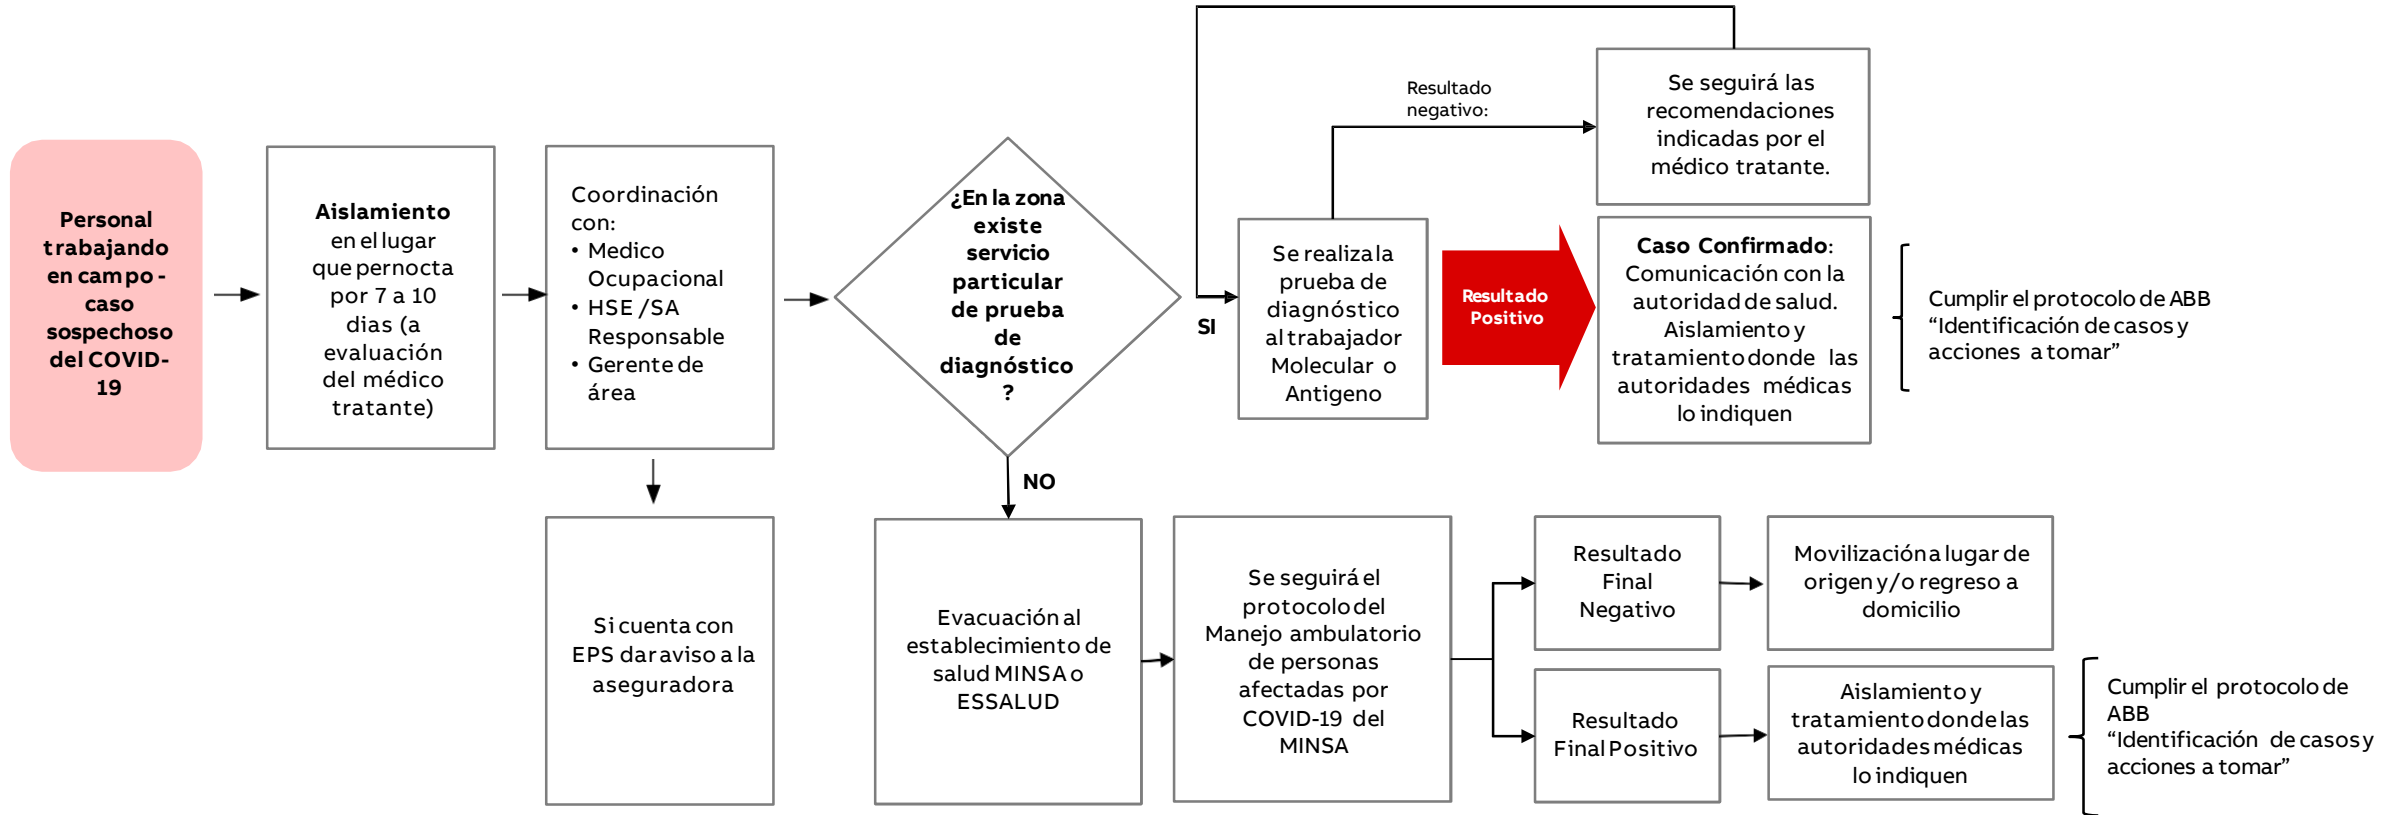 Personal
trabajando
en campo -
caso
sospechoso
del COVID-
19
Aislamiento
en el lugar
que pernocta
por 7 a 10
dias (a
evaluación
del médico
tratante)
Coordinación
con:
• Medico
Ocupacional
• HSE /SA
Responsable
• Gerente de
área
Si cuenta con
EPS dar aviso a la
aseguradora
¿En la zona
existe
servicio
particular
de prueba
de
diagnóstico
?
SI
NO
Se realiza la
prueba de
diagnóstico
al trabajador
Molecular o
Antigeno
Resultado
negativo:
Se seguirá las
recomendaciones
indicadas por el
médico tratante.
Resultado
Positivo
Caso Confirmado:
Comunicación con la
autoridad de salud.
Aislamiento y
tratamiento donde las
autoridades médicas
lo indiquen
Cumplir el protocolo de ABB
“Identificación de casos y
acciones a tomar”
Evacuación al
establecimiento de
salud MINSA o
ESSALUD
Se seguirá el
protocolo del
Manejo ambulatorio
de personas
afectadas por
COVID-19 del
MINSA
Resultado
Final
Negativo
Movilización a lugar de
origen y/o regreso a
domicilio
Resultado
Final Positivo
Aislamiento y
tratamiento donde las
autoridades médicas
lo indiquen
Cumplir el protocolo de
ABB
“Identificación de casos y
acciones a tomar”